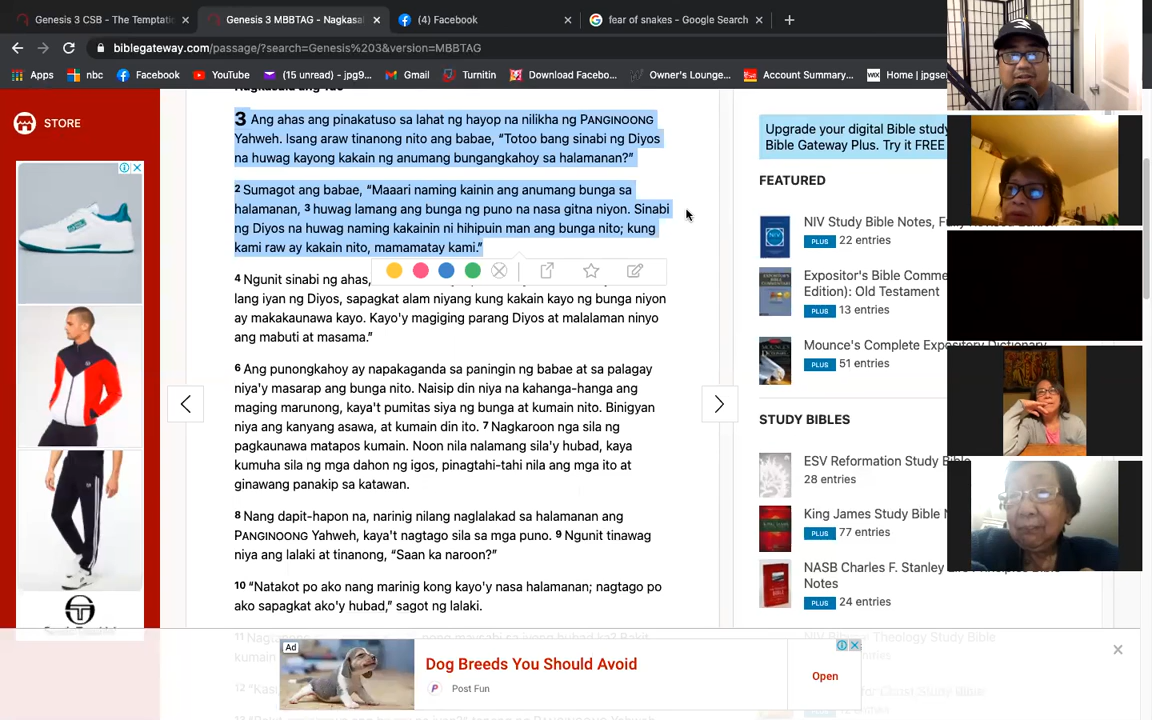 Genesis 3 CSB - The Temptati
Genesis 3 MBBTAG - Nagkasal
(4) Facebook
fear of snakes - Google Search
biblegateway.com/passage/?search=Genesis%203&version=MBBTAG
Apps
nbc
Facebook
YouTube
(15 unread) - jpg9...
Gmail
Turnitin
Download Facebo...
Owner's Lounge...
Account Summary...
Home | jpgser
STORE
3 Ang ahas ang pinakatuso sa lahat ng hayop na nilikha ng PANGINOONG
Yahweh. Isang araw tinanong nito ang babae, “Totoo bang sinabi ng Diyos
na huwag kayong kakain ng anumang bungangkahoy sa halamanan?”
2 Sumagot ang babae, “Maaari naming kainin ang anumang bunga sa
halamanan, 3 huwag lamang ang bunga ng puno na nasa gitna niyon. Sinabi
ng Diyos na huwag naming kakainin ni hihipuin man ang bunga nito; kung
kami raw ay kakain nito, mamamatay kami.”
4 Ngunit sinabi ng ahas,
lang iyan ng Diyos, sapagkat alam niyang kung kakain kayo ng bunga niyon
ay makakaunawa kayo. Kayo'y magiging parang Diyos at malalaman ninyo
ang mabuti at masama.”
6 Ang punongkahoy ay napakaganda sa paningin ng babae at sa palagay
niya'y masarap ang bunga nito. Naisip din niya na kahanga-hanga ang
maging marunong, kaya't pumitas siya ng bunga at kumain nito. Binigyan
niya ang kanyang asawa, at kumain din ito. 7 Nagkaroon nga sila ng
pagkaunawa matapos kumain. Noon nila nalamang sila'y hubad, kaya
kumuha sila ng mga dahon ng igos, pinagtahi-tahi nila ang mga ito at
ginawang panakip sa katawan.
8 Nang dapit-hapon na, narinig nilang naglalakad sa halamanan ang
PANGINOONG Yahweh, kaya't nagtago sila sa mga puno. 9 Ngunit tinawag
niya ang lalaki at tinanong, “Saan ka naroon?”
10 “Natakot po ako nang marinig kong kayo'y nasa halamanan; nagtago po
ako sapagkat ako'y hubad,” sagot ng lalaki.
Upgrade your digital Bible study
Bible Gateway Plus. Try it FREE
FEATURED
NIV Study Bible Notes,
PLUS 22 entries
Expositor's Bible Comme
Edition): Old Testament
PLUS 13 entries
Mounce's Complete Expository Dictionary
PLUS 51 entries
STUDY BIBLES
ESV Reformation Study Bible
28 entries
King James Study Bible N
PLUS 77 entries
NASB Charles F. Stanley Life Principles Bible
Notes
PLUS 24 entries
Theology Study Bible
Ad
Dog Breeds You Should Avoid
Post Fun
Open